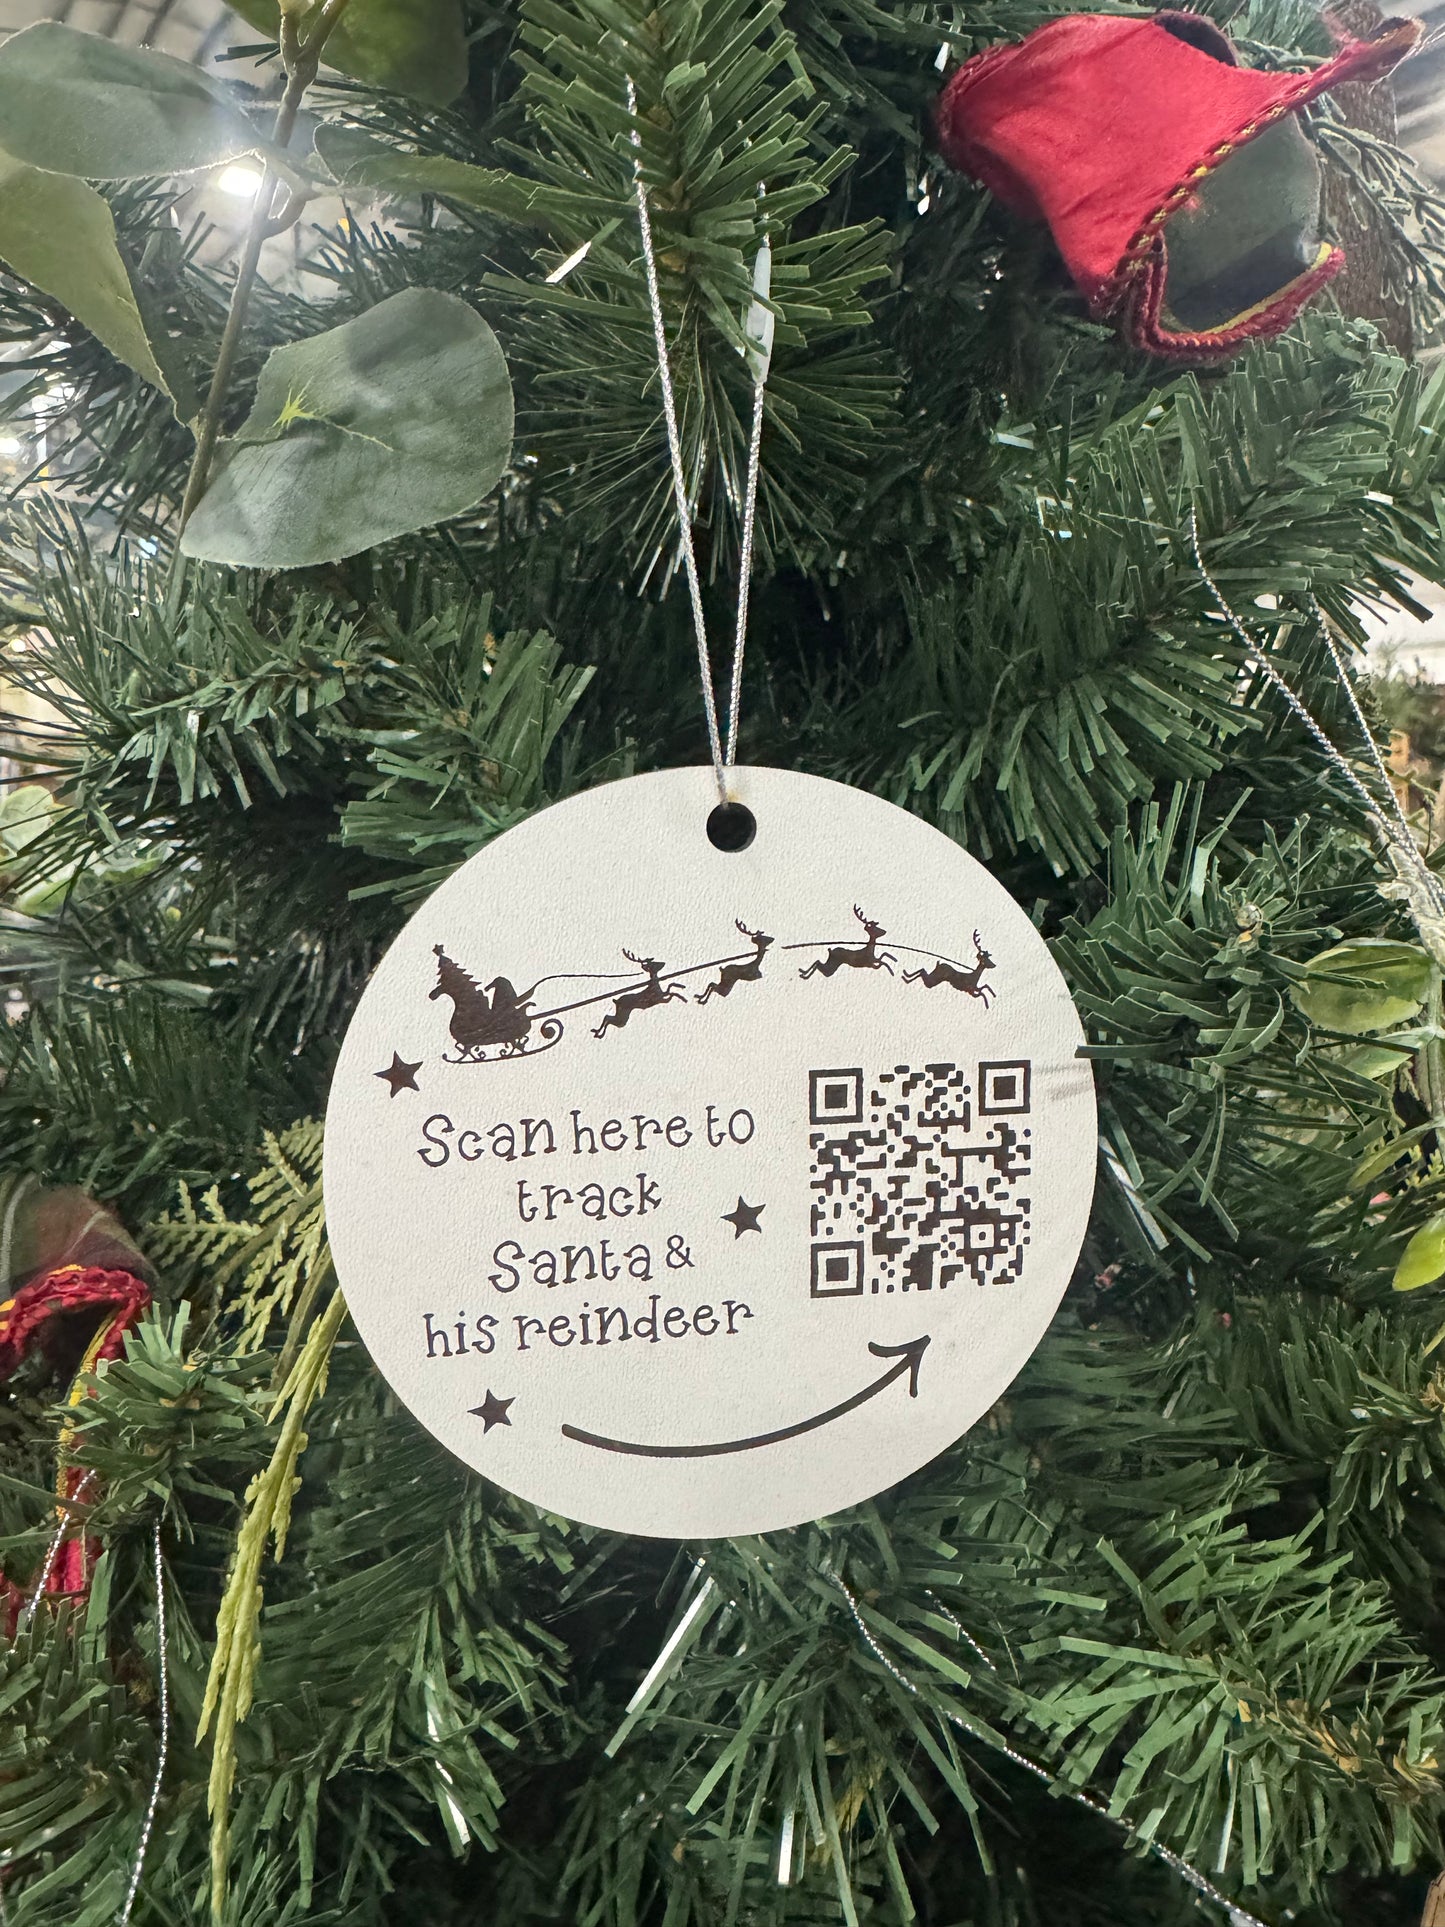 Scan here to
track
Santa &
his reindeer